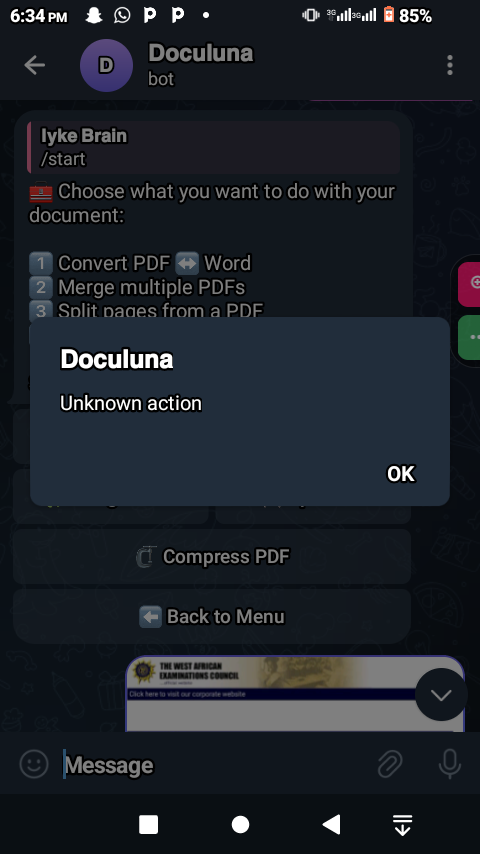 6:34 PM
3G 3G 85%
D
Doculuna
bot
Iyke Brain
/start
🧰 Choose what you want to do with your
document:
1️⃣ Convert PDF ↔️ Word
2️⃣ Merge multiple PDFs
3️⃣ Split pages from a PDF
Doculuna
Unknown action
OK
🗜️ Compress PDF
⬅️ Back to Menu
THE WEST AFRICAN
EXAMINATIONS COUNCIL
Click here to visit our corporate website
Message